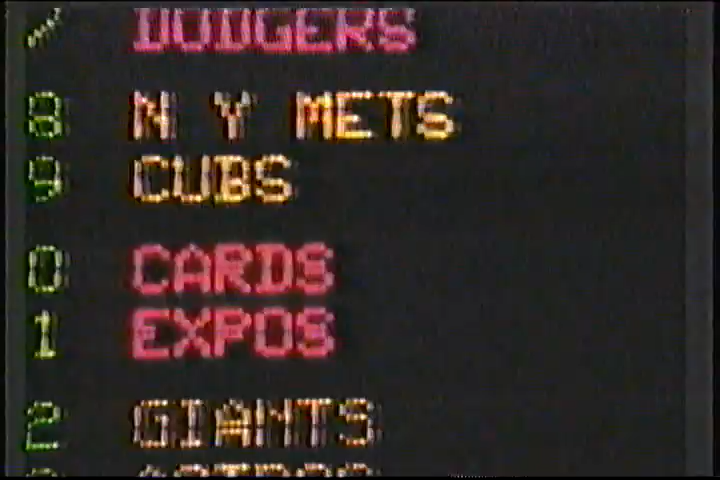 DODGERS
8 N Y METS
9 CUBS
0 CARDS
1 EXPOS
2 GIANTS